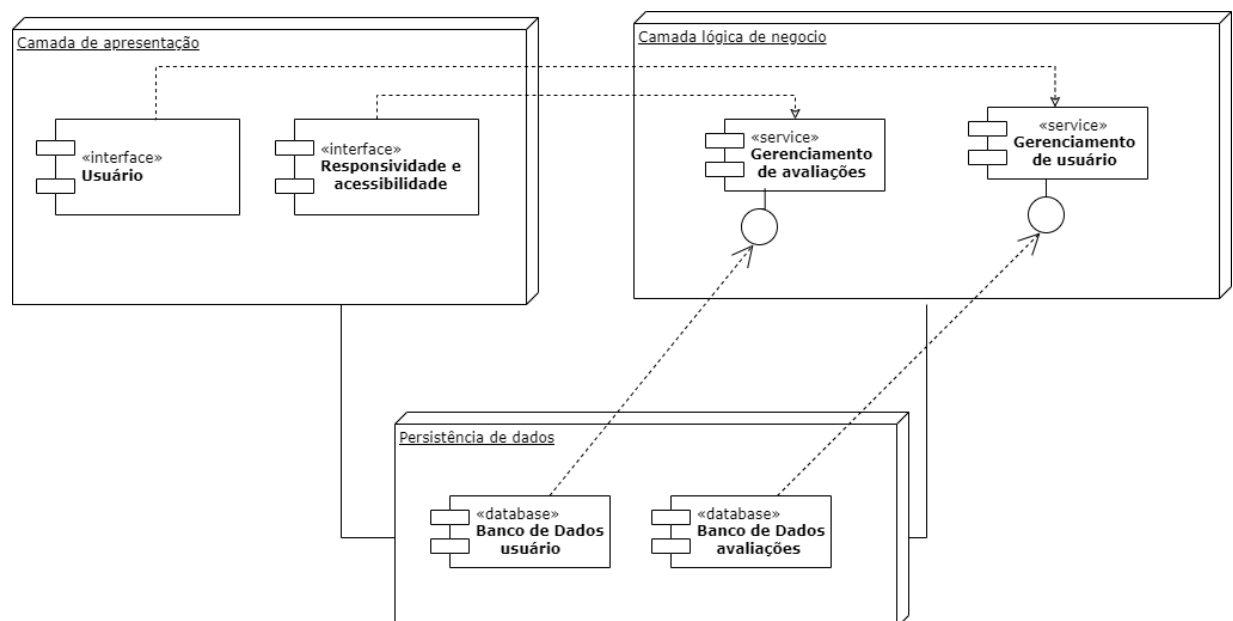 Camada de apresentação
«interface»
Usuário
«interface»
Responsividade e
acessibilidade
Camada lógica de negocio
«service»
Gerenciamento
de avaliações
«service»
Gerenciamento
de usuário
Persistência de dados
«database»
Banco de Dados
usuário
«database»
Banco de Dados
avaliações